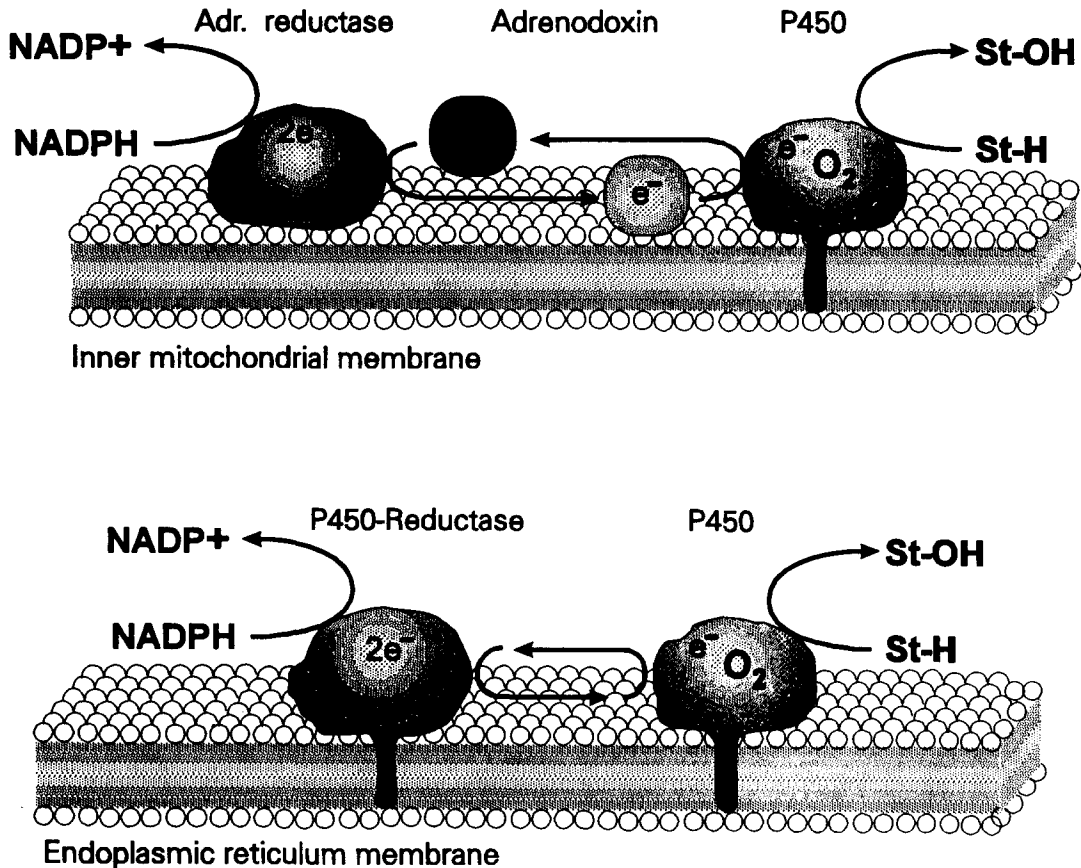 Adr. reductase Adrenodoxin P450
NADP+ St-OH
2e
NADPH e⁻ O₂ St-H
e⁻
Inner mitochondrial membrane
P450-Reductase P450
NADP+ St-OH
NADPH 2e⁻ e⁻ O₂ St-H
Endoplasmic reticulum membrane